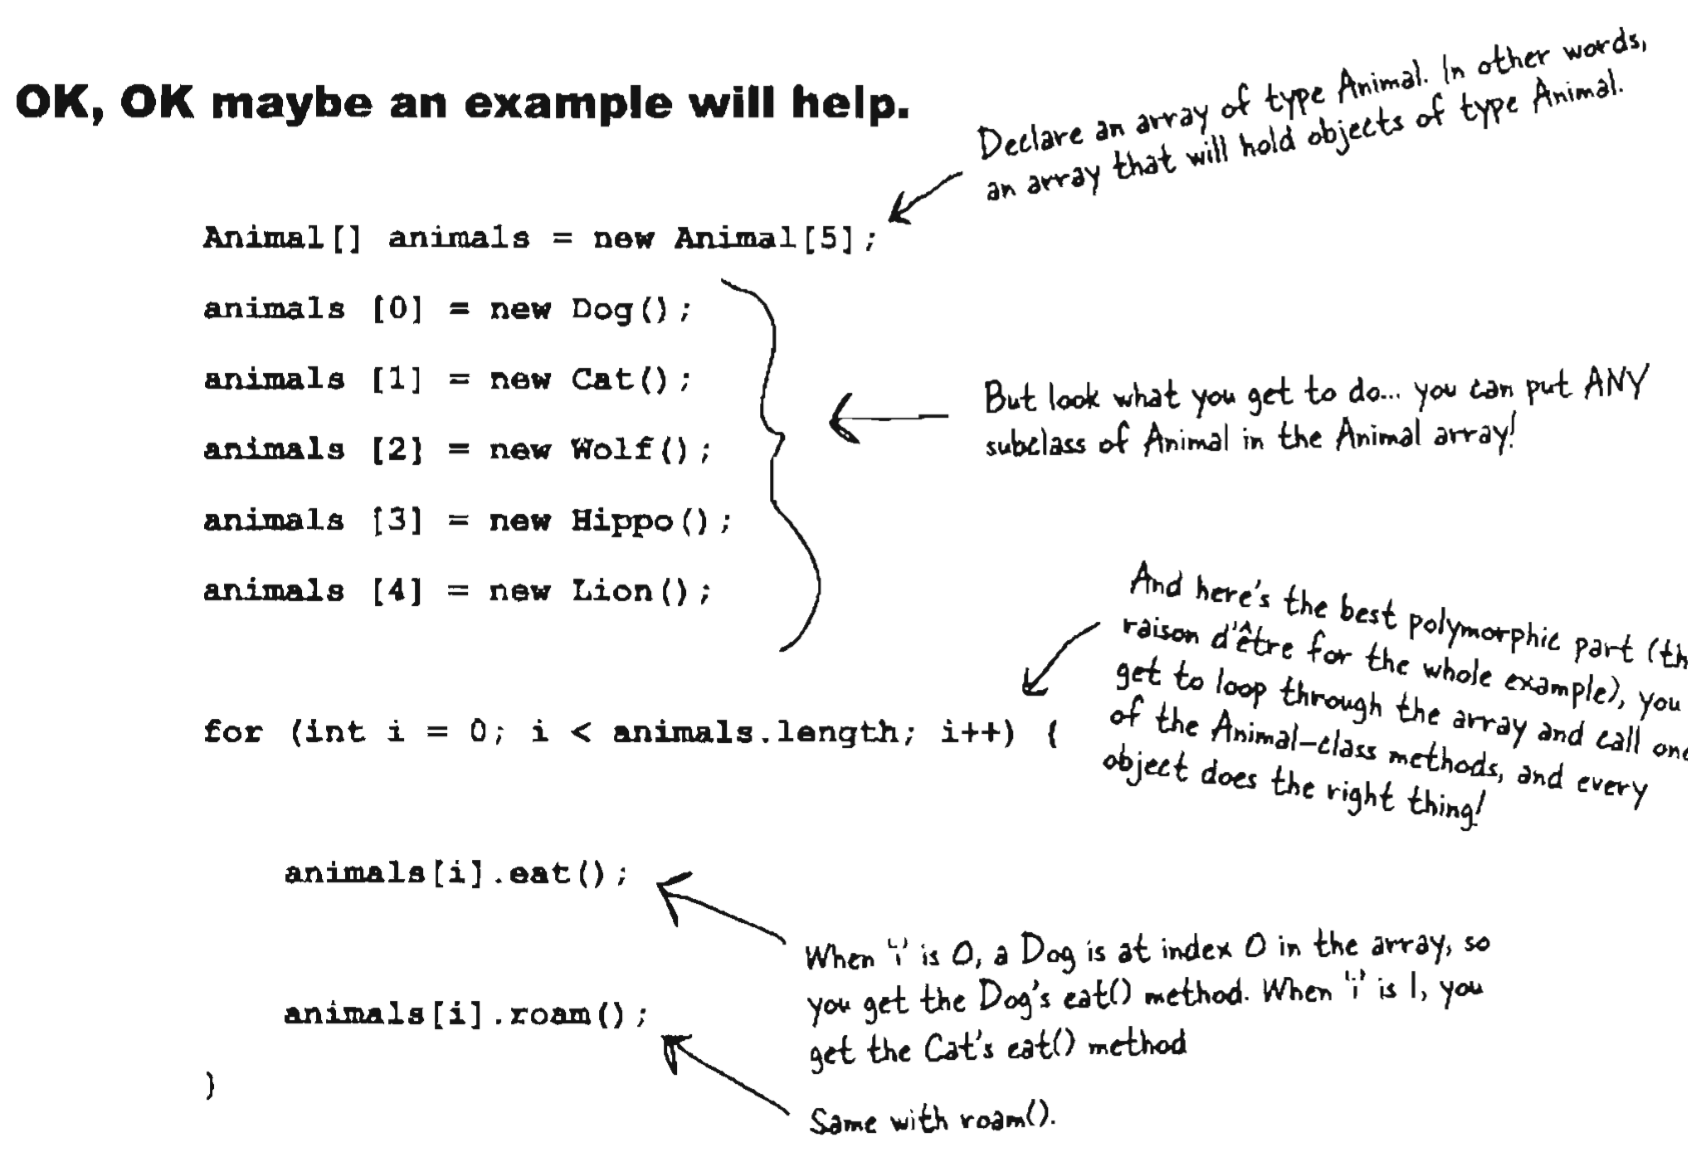 OK, OK maybe an example will help.
Declare an array of type Animal. In other words,
an array that will hold objects of type Animal.
Animal[] animals = new Animal[5];
animals [0] = new Dog();
animals [1] = new Cat();
animals [2] = new Wolf();
animals [3] = new Hippo();
animals [4] = new Lion();
But look what you get to do... you can put ANY
subclass of Animal in the Animal array!
And here's the best polymorphic part (th
raison d'être for the whole example), you
get to loop through the array and call one
of the Animal-class methods, and every
object does the right thing!
for (int i = 0; i < animals.length; i++) {
animals[i].eat();
When 'i' is 0, a Dog is at index 0 in the array, so
you get the Dog's eat() method. When 'i' is 1, you
get the Cat's eat() method
animals[i].roam();
Same with roam().
}